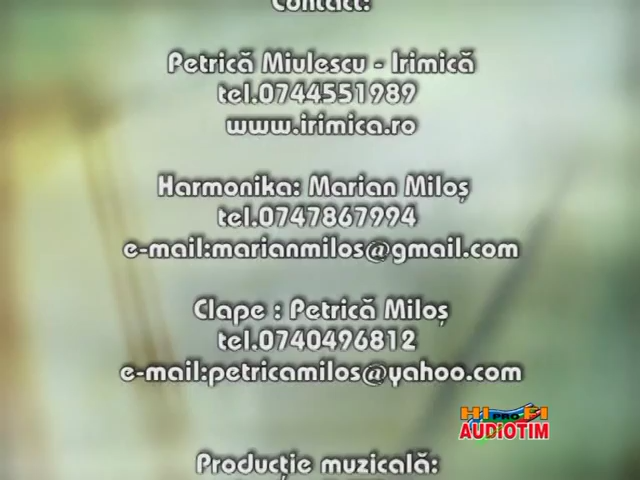 Contact:
Petrică Miulescu - Irimică
tel.0744551989
www.irimica.ro
Harmonika: Marian Miloș
tel.0747867994
e-mail:marianmilos@gmail.com
Clape : Petrică Miloș
tel.0740496812
e-mail:petricamilos@yahoo.com
HI PRO FI
AUDIOTIM
Producție muzicală: